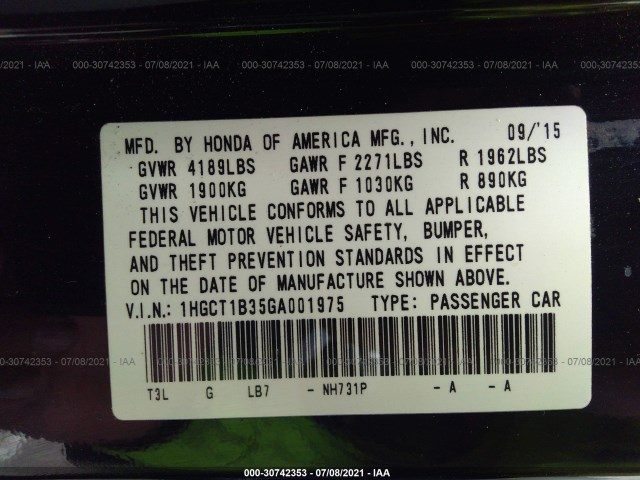 000-30742353 - 07/08/2021 - IAA
MFD. BY HONDA OF AMERICA MFG., INC. 09/'15
GVWR 4189LBS GAWR F 2271LBS R 1962LBS
GVWR 1900KG GAWR F 1030KG R 890KG
THIS VEHICLE CONFORMS TO ALL APPLICABLE
FEDERAL MOTOR VEHICLE SAFETY, BUMPER,
AND THEFT PREVENTION STANDARDS IN EFFECT
ON THE DATE OF MANUFACTURE SHOWN ABOVE.
V.I.N.: 1HGCT1B35GA001975 TYPE: PASSENGER CAR
T3L G LB7 - NH731P - A - A
000-30742353 - 07/08/2021 - IAA